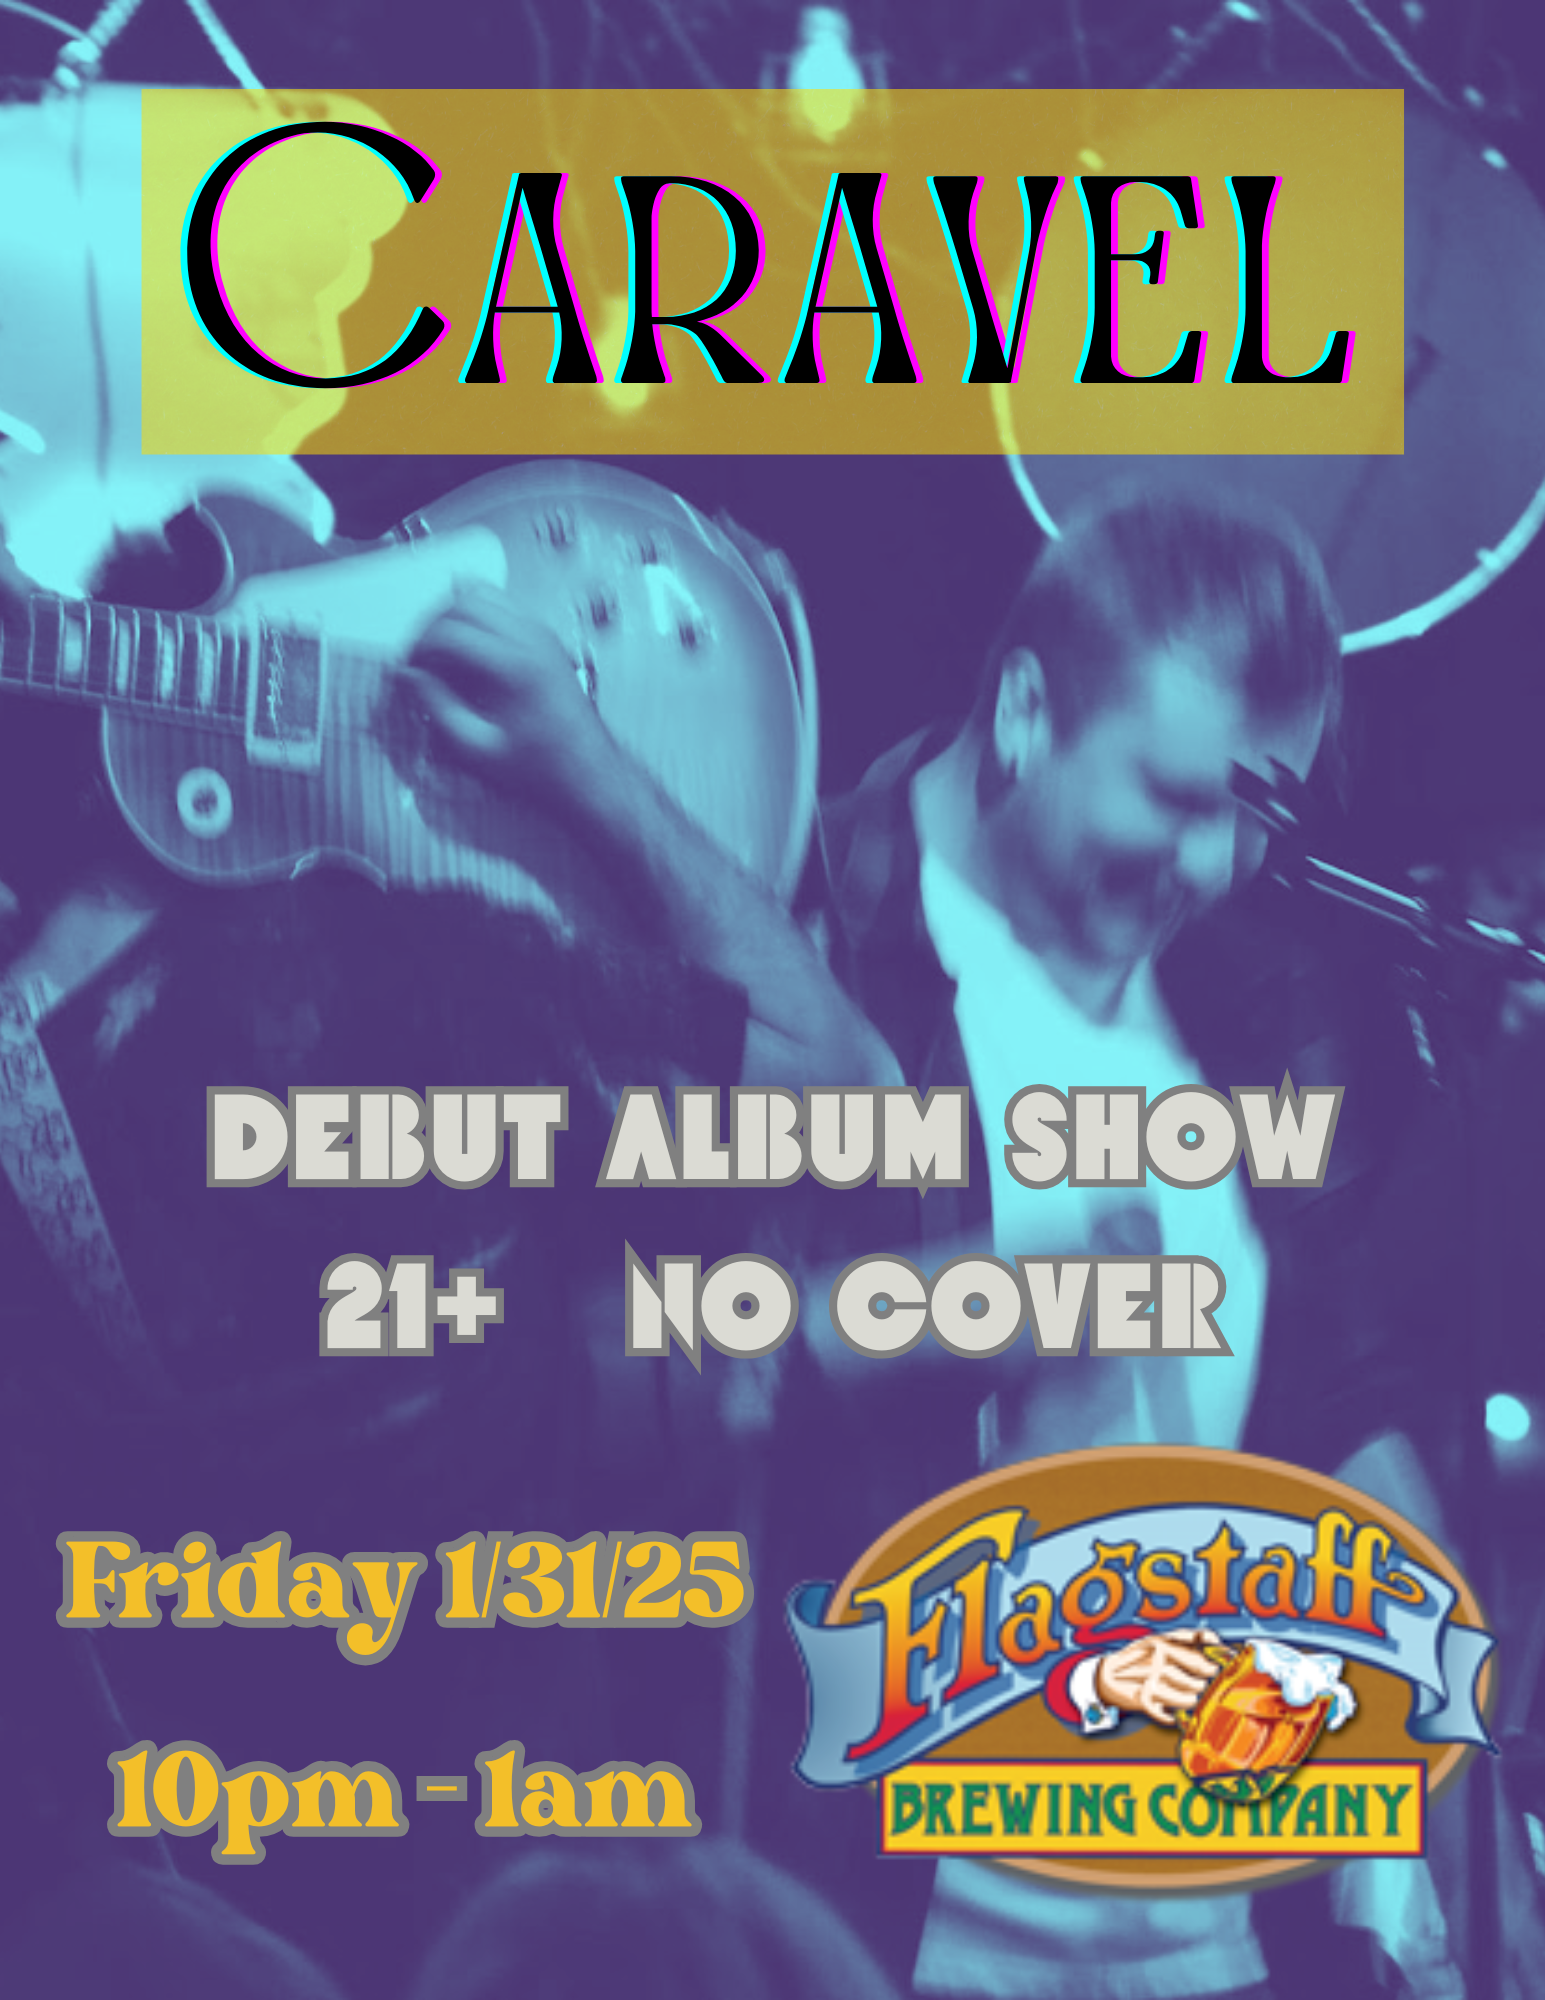 CARAVEL
DEBUT ALBUM SHOW
21+ NO COVER
Friday 1/31/25
10pm - 1am
Flagstaff
BREWING COMPANY